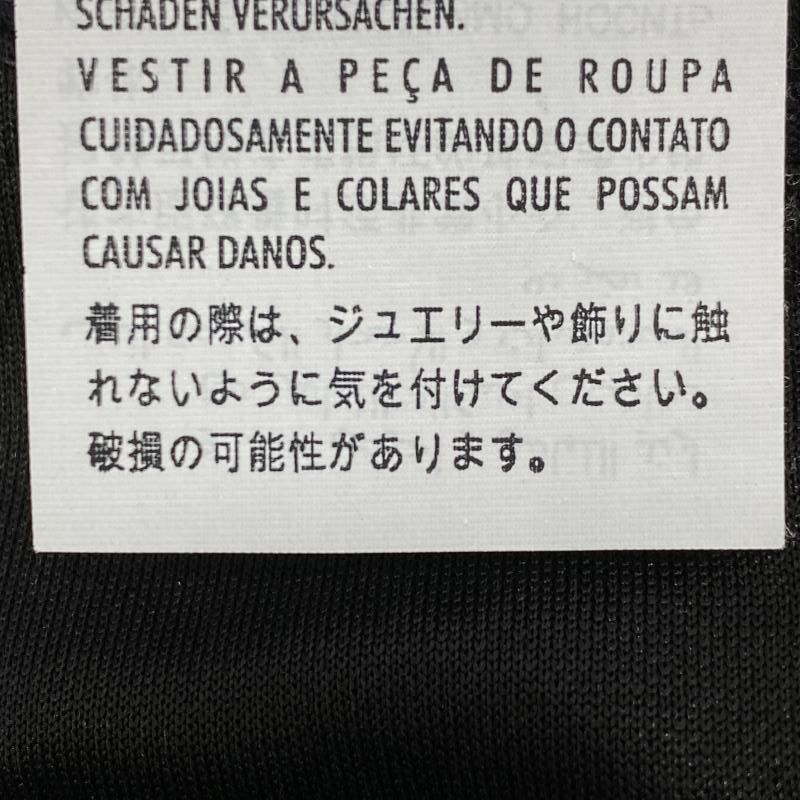 SCHÄDEN VERURSACHEN.
VESTIR A PEÇA DE ROUPA
CUIDADOSAMENTE EVITANDO O CONTATO
COM JOIAS E COLARES QUE POSSAM
CAUSAR DANOS.
着用の際は、ジュエリーや飾りに触
れないように気を付けてください。
破損の可能性があります。